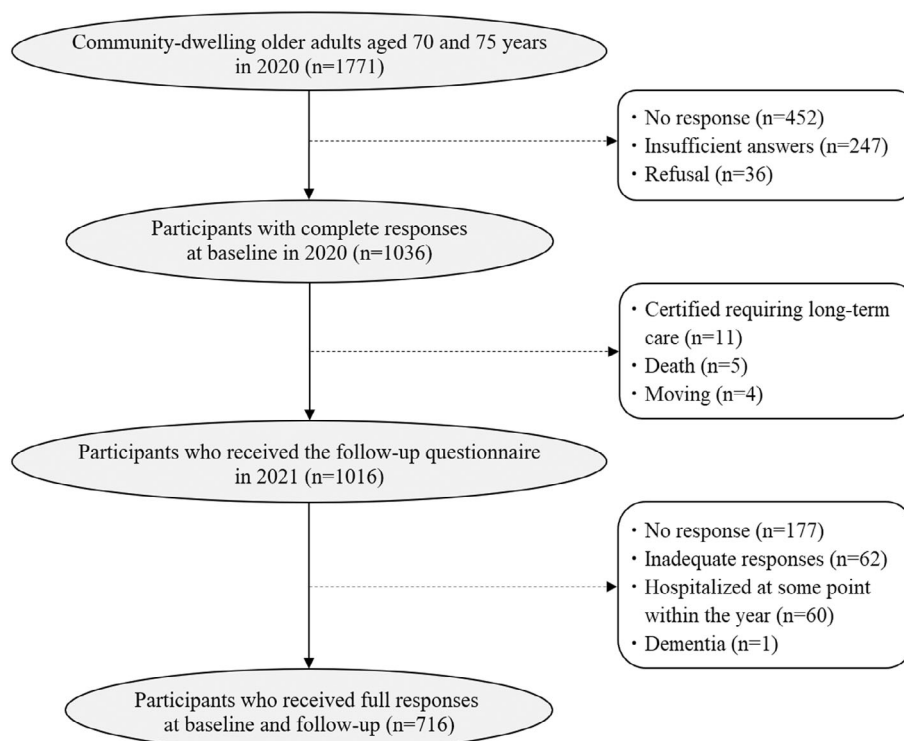 Community-dwelling older adults aged 70 and 75 years
in 2020 (n=1771)
・No response (n=452)
・Insufficient answers (n=247)
・Refusal (n=36)
Participants with complete responses
at baseline in 2020 (n=1036)
・Certified requiring long-term
care (n=11)
・Death (n=5)
・Moving (n=4)
Participants who received the follow-up questionnaire
in 2021 (n=1016)
・No response (n=177)
・Inadequate responses (n=62)
・Hospitalized at some point
within the year (n=60)
・Dementia (n=1)
Participants who received full responses
at baseline and follow-up (n=716)